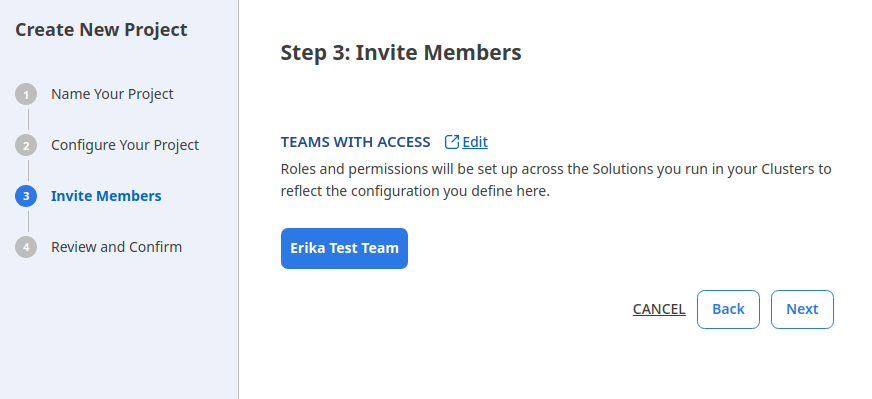 Create New Project
1 Name Your Project
2 Configure Your Project
3 Invite Members
4 Review and Confirm
Step 3: Invite Members
TEAMS WITH ACCESS Edit
Roles and permissions will be set up across the Solutions you run in your Clusters to
reflect the configuration you define here.
Erika Test Team
CANCEL Back Next